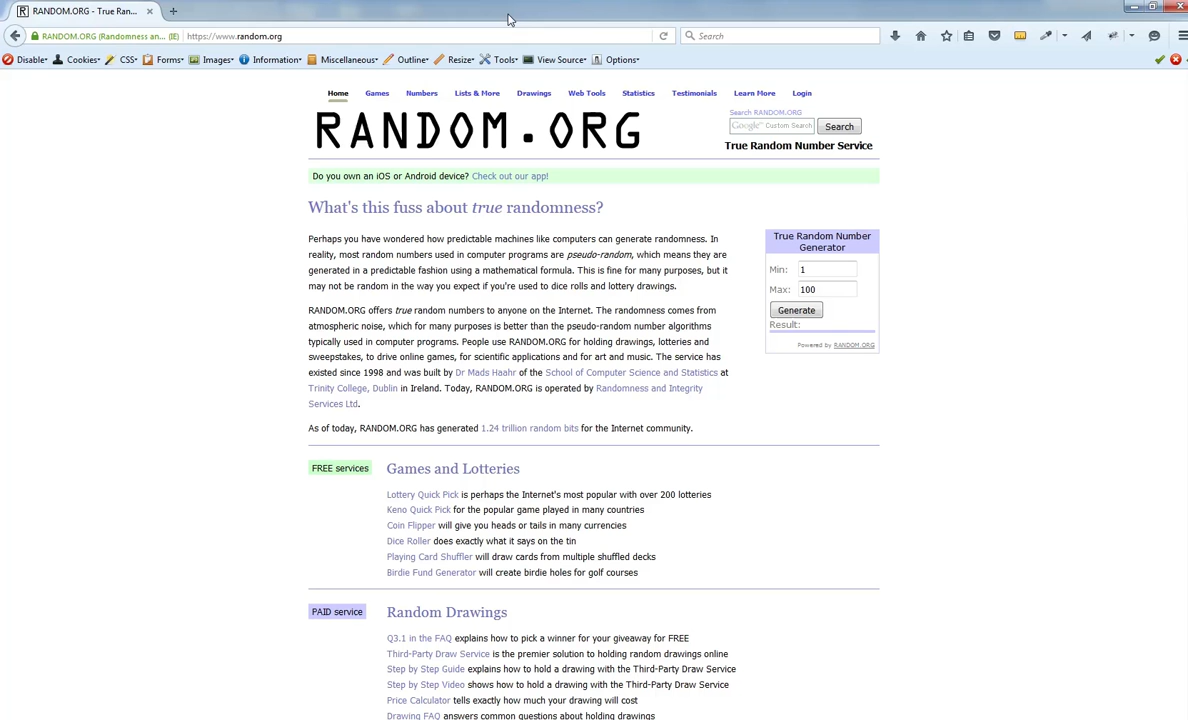 RANDOM.ORG - True Ran...
RANDOM.ORG (Randomness an... (IE)
https://www.random.org
Search
Disable
Cookies
CSS
Forms
Images
Information
Miscellaneous
Outline
Resize
Tools
View Source
Options
Home Games Numbers Lists & More Drawings Web Tools Statistics Testimonials Learn More Login
RANDOM.ORG
Search RANDOM.ORG
Google™ Custom Search
Search
True Random Number Service
Do you own an iOS or Android device? Check out our app!
What's this fuss about true randomness?
Perhaps you have wondered how predictable machines like computers can generate randomness. In
reality, most random numbers used in computer programs are pseudo-random, which means they are
generated in a predictable fashion using a mathematical formula. This is fine for many purposes, but it
may not be random in the way you expect if you're used to dice rolls and lottery drawings.
RANDOM.ORG offers true random numbers to anyone on the Internet. The randomness comes from
atmospheric noise, which for many purposes is better than the pseudo-random number algorithms
typically used in computer programs. People use RANDOM.ORG for holding drawings, lotteries and
sweepstakes, to drive online games, for scientific applications and for art and music. The service has
existed since 1998 and was built by Dr Mads Haahr of the School of Computer Science and Statistics at
Trinity College, Dublin in Ireland. Today, RANDOM.ORG is operated by Randomness and Integrity
Services Ltd.
As of today, RANDOM.ORG has generated 1.24 trillion random bits for the Internet community.
True Random Number
Generator
Min: 1
Max: 100
Generate
Result:
Powered by RANDOM.ORG
FREE services
Games and Lotteries
Lottery Quick Pick is perhaps the Internet's most popular with over 200 lotteries
Keno Quick Pick for the popular game played in many countries
Coin Flipper will give you heads or tails in many currencies
Dice Roller does exactly what it says on the tin
Playing Card Shuffler will draw cards from multiple shuffled decks
Birdie Fund Generator will create birdie holes for golf courses
PAID service
Random Drawings
Q3.1 in the FAQ explains how to pick a winner for your giveaway for FREE
Third-Party Draw Service is the premier solution to holding random drawings online
Step by Step Guide explains how to hold a drawing with the Third-Party Draw Service
Step by Step Video shows how to hold a drawing with the Third-Party Draw Service
Price Calculator tells exactly how much your drawing will cost
Drawing FAQ answers common questions about holding drawings